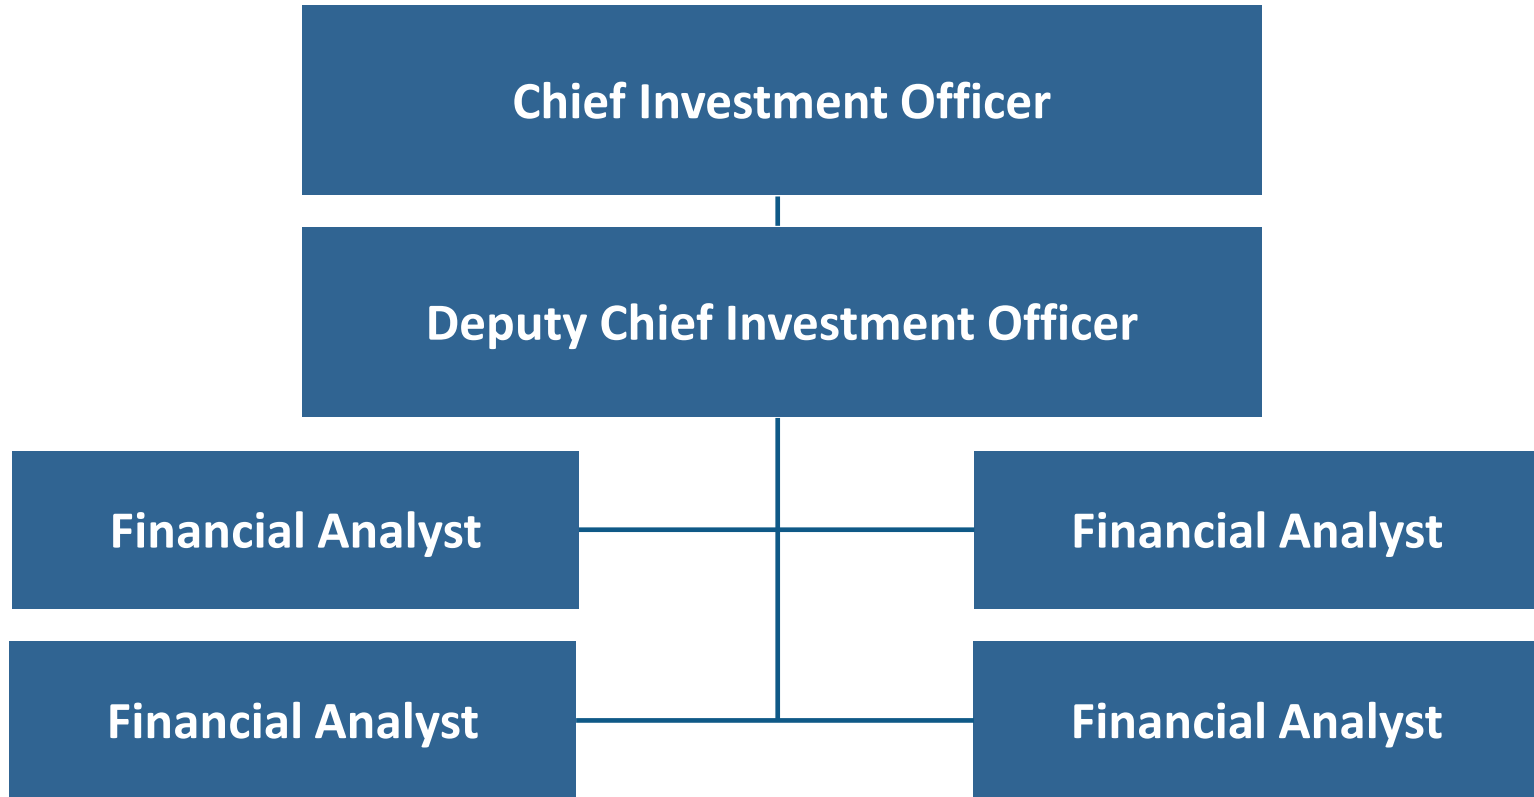 Chief Investment Officer
Deputy Chief Investment Officer
Financial Analyst
Financial Analyst
Financial Analyst
Financial Analyst